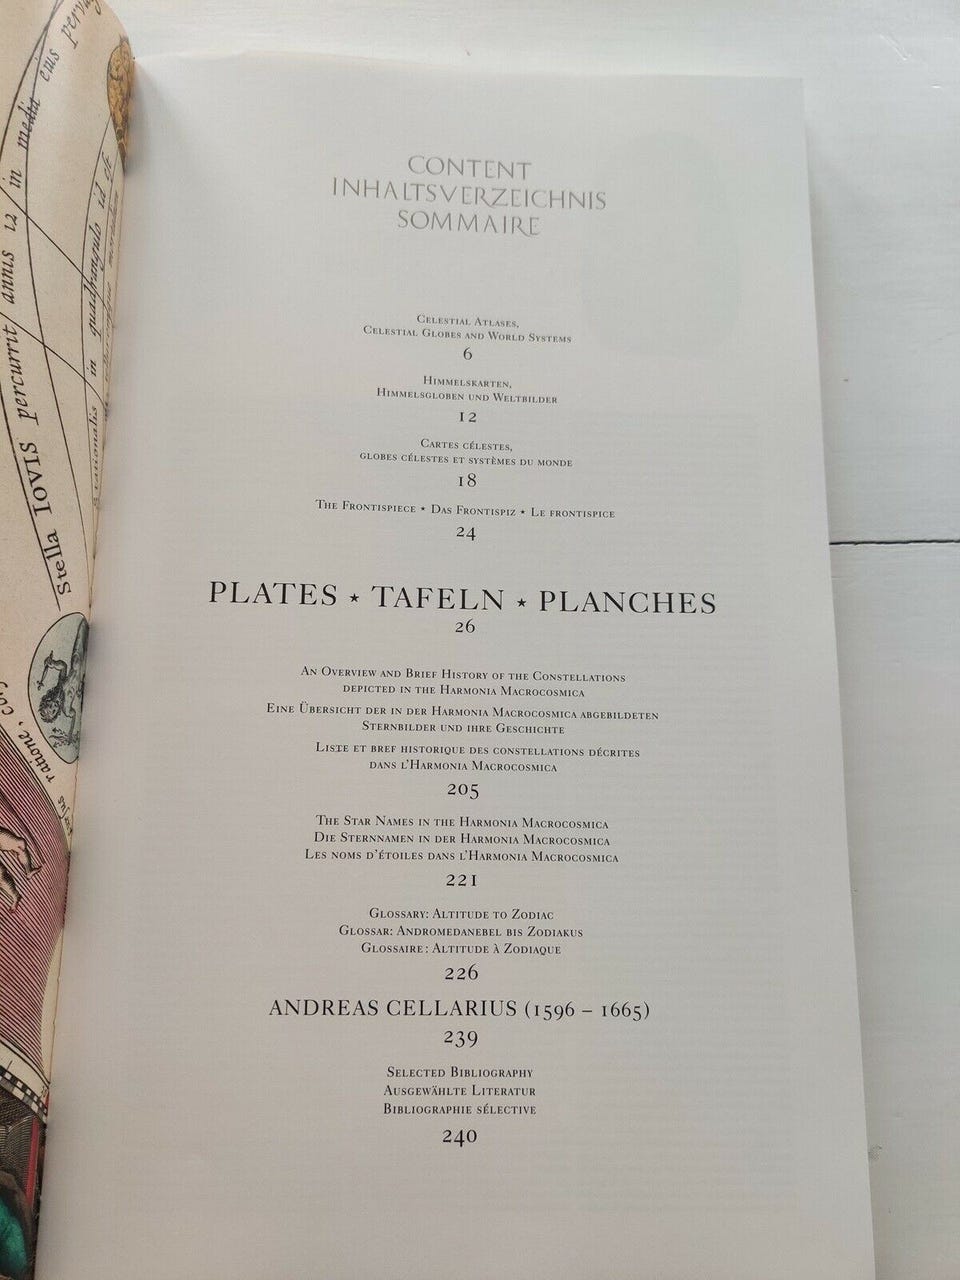 in media eius
Stella IOVIS percurrit annis 12
in quadrangulo id est
ratione,
CONTENT
INHALTSVERZEICHNIS
SOMMAIRE
Celestial Atlases,
Celestial Globes and World Systems
6
Himmelskarten,
Himmelsgloben und Weltbilder
12
Cartes célestes,
globes célestes et systèmes du monde
18
The Frontispiece ⋆ Das Frontispiz ⋆ Le frontispice
24
PLATES ⋆ TAFELN ⋆ PLANCHES
26
An Overview and Brief History of the Constellations
depicted in the Harmonia Macrocosmica
Eine Übersicht der in der Harmonia Macrocosmica abgebildeten
Sternbilder und ihre Geschichte
Liste et bref historique des constellations décrites
dans l'Harmonia Macrocosmica
205
The Star Names in the Harmonia Macrocosmica
Die Sternnamen in der Harmonia Macrocosmica
Les noms d'étoiles dans l'Harmonia Macrocosmica
221
Glossary: Altitude to Zodiac
Glossar: Andromedanebel bis Zodiakus
Glossaire : Altitude à Zodiaque
226
ANDREAS CELLARIUS (1596 – 1665)
239
Selected Bibliography
Ausgewählte Literatur
Bibliographie sélective
240